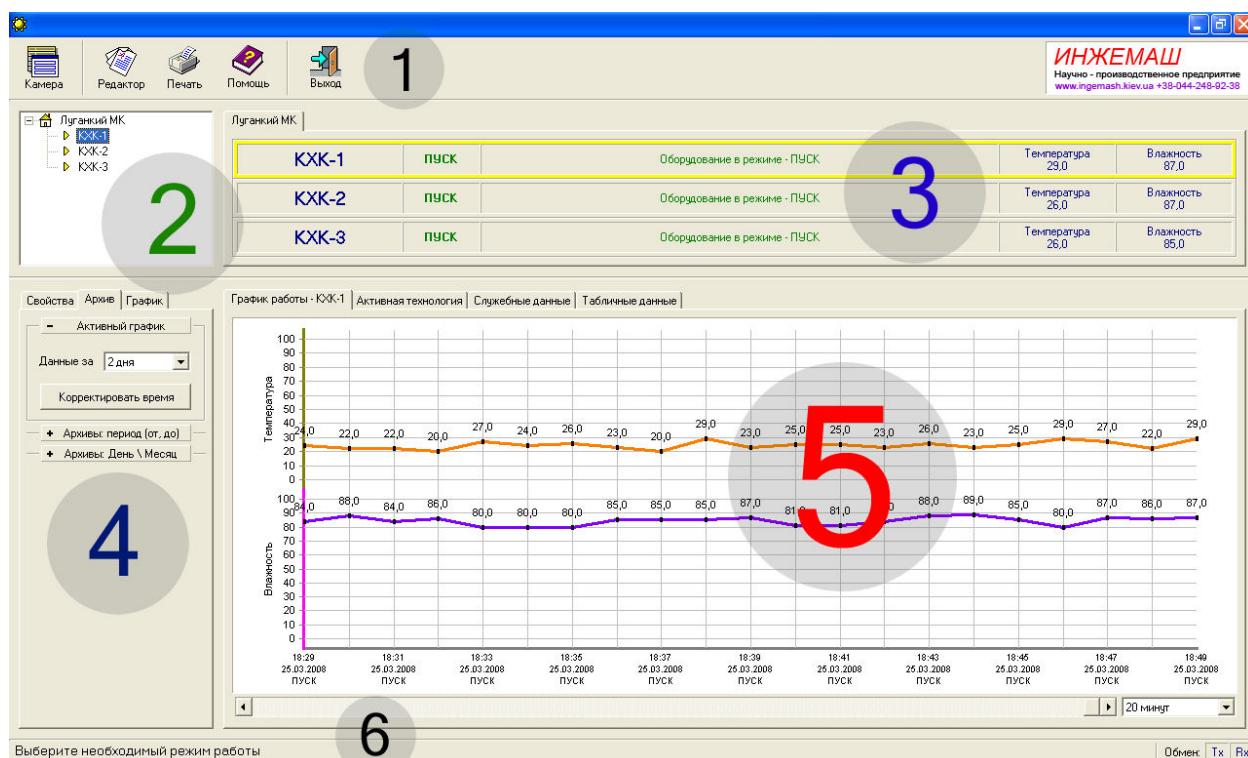 Камера Редактор Печать Помощь Выход
1
ИНЖЕМАШ
Научно - производственное предприятие
www.ingemash.kiev.ua +38-044-248-92-38
Луганкий МК
КХК-1
КХК-2
КХК-3
2
Луганкий МК
КХК-1 ПУСК Оборудование в режиме - ПУСК Температура 29,0 Влажность 87,0
КХК-2 ПУСК Оборудование в режиме - ПУСК Температура 26,0 Влажность 87,0
КХК-3 ПУСК Оборудование в режиме - ПУСК Температура 26,0 Влажность 85,0
3
Свойства Архив График
- Активный график
Данные за 2 дня
Корректировать время
+ Архивы: период (от, до)
+ Архивы: День \ Месяц
4
График работы - КХК-1 Активная технология Служебные данные Табличные данные
Температура
100
90
80
70
60
50
40
30
20
10
0
24,0 22,0 22,0 20,0 27,0 24,0 26,0 23,0 20,0 29,0 23,0 25,0 25,0 23,0 26,0 23,0 25,0 29,0 27,0 22,0 29,0
5
Влажность
100
90
80
70
60
50
40
30
20
10
0
84,0 88,0 84,0 86,0 80,0 80,0 80,0 85,0 85,0 85,0 87,0 81,0 81,0 88,0 89,0 85,0 80,0 87,0 86,0 87,0
18:29 18:31 18:33 18:35 18:37 18:39 18:41 18:43 18:45 18:47 18:49
25.03.2008 25.03.2008 25.03.2008 25.03.2008 25.03.2008 25.03.2008 25.03.2008 25.03.2008 25.03.2008 25.03.2008 25.03.2008
ПУСК ПУСК ПУСК ПУСК ПУСК ПУСК ПУСК ПУСК ПУСК ПУСК ПУСК
20 минут
6
Выберите необходимый режим работы
Обмен: Tx Rx